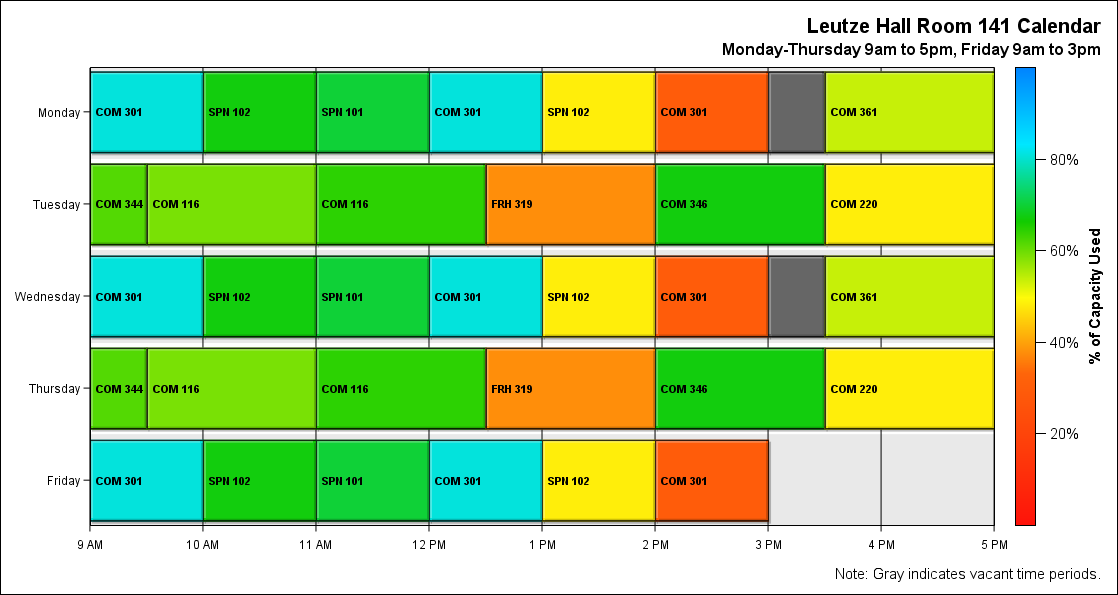 Leutze Hall Room 141 Calendar
Monday-Thursday 9am to 5pm, Friday 9am to 3pm
Monday COM 301 SPN 102 SPN 101 COM 301 SPN 102 COM 301 COM 361
80%
Tuesday COM 344 COM 116 COM 116 FRH 319 COM 346 COM 220
60%
Wednesday COM 301 SPN 102 SPN 101 COM 301 SPN 102 COM 301 COM 361
% of Capacity Used
40%
Thursday COM 344 COM 116 COM 116 FRH 319 COM 346 COM 220
20%
Friday COM 301 SPN 102 SPN 101 COM 301 SPN 102 COM 301
9 AM 10 AM 11 AM 12 PM 1 PM 2 PM 3 PM 4 PM 5 PM
Note: Gray indicates vacant time periods.